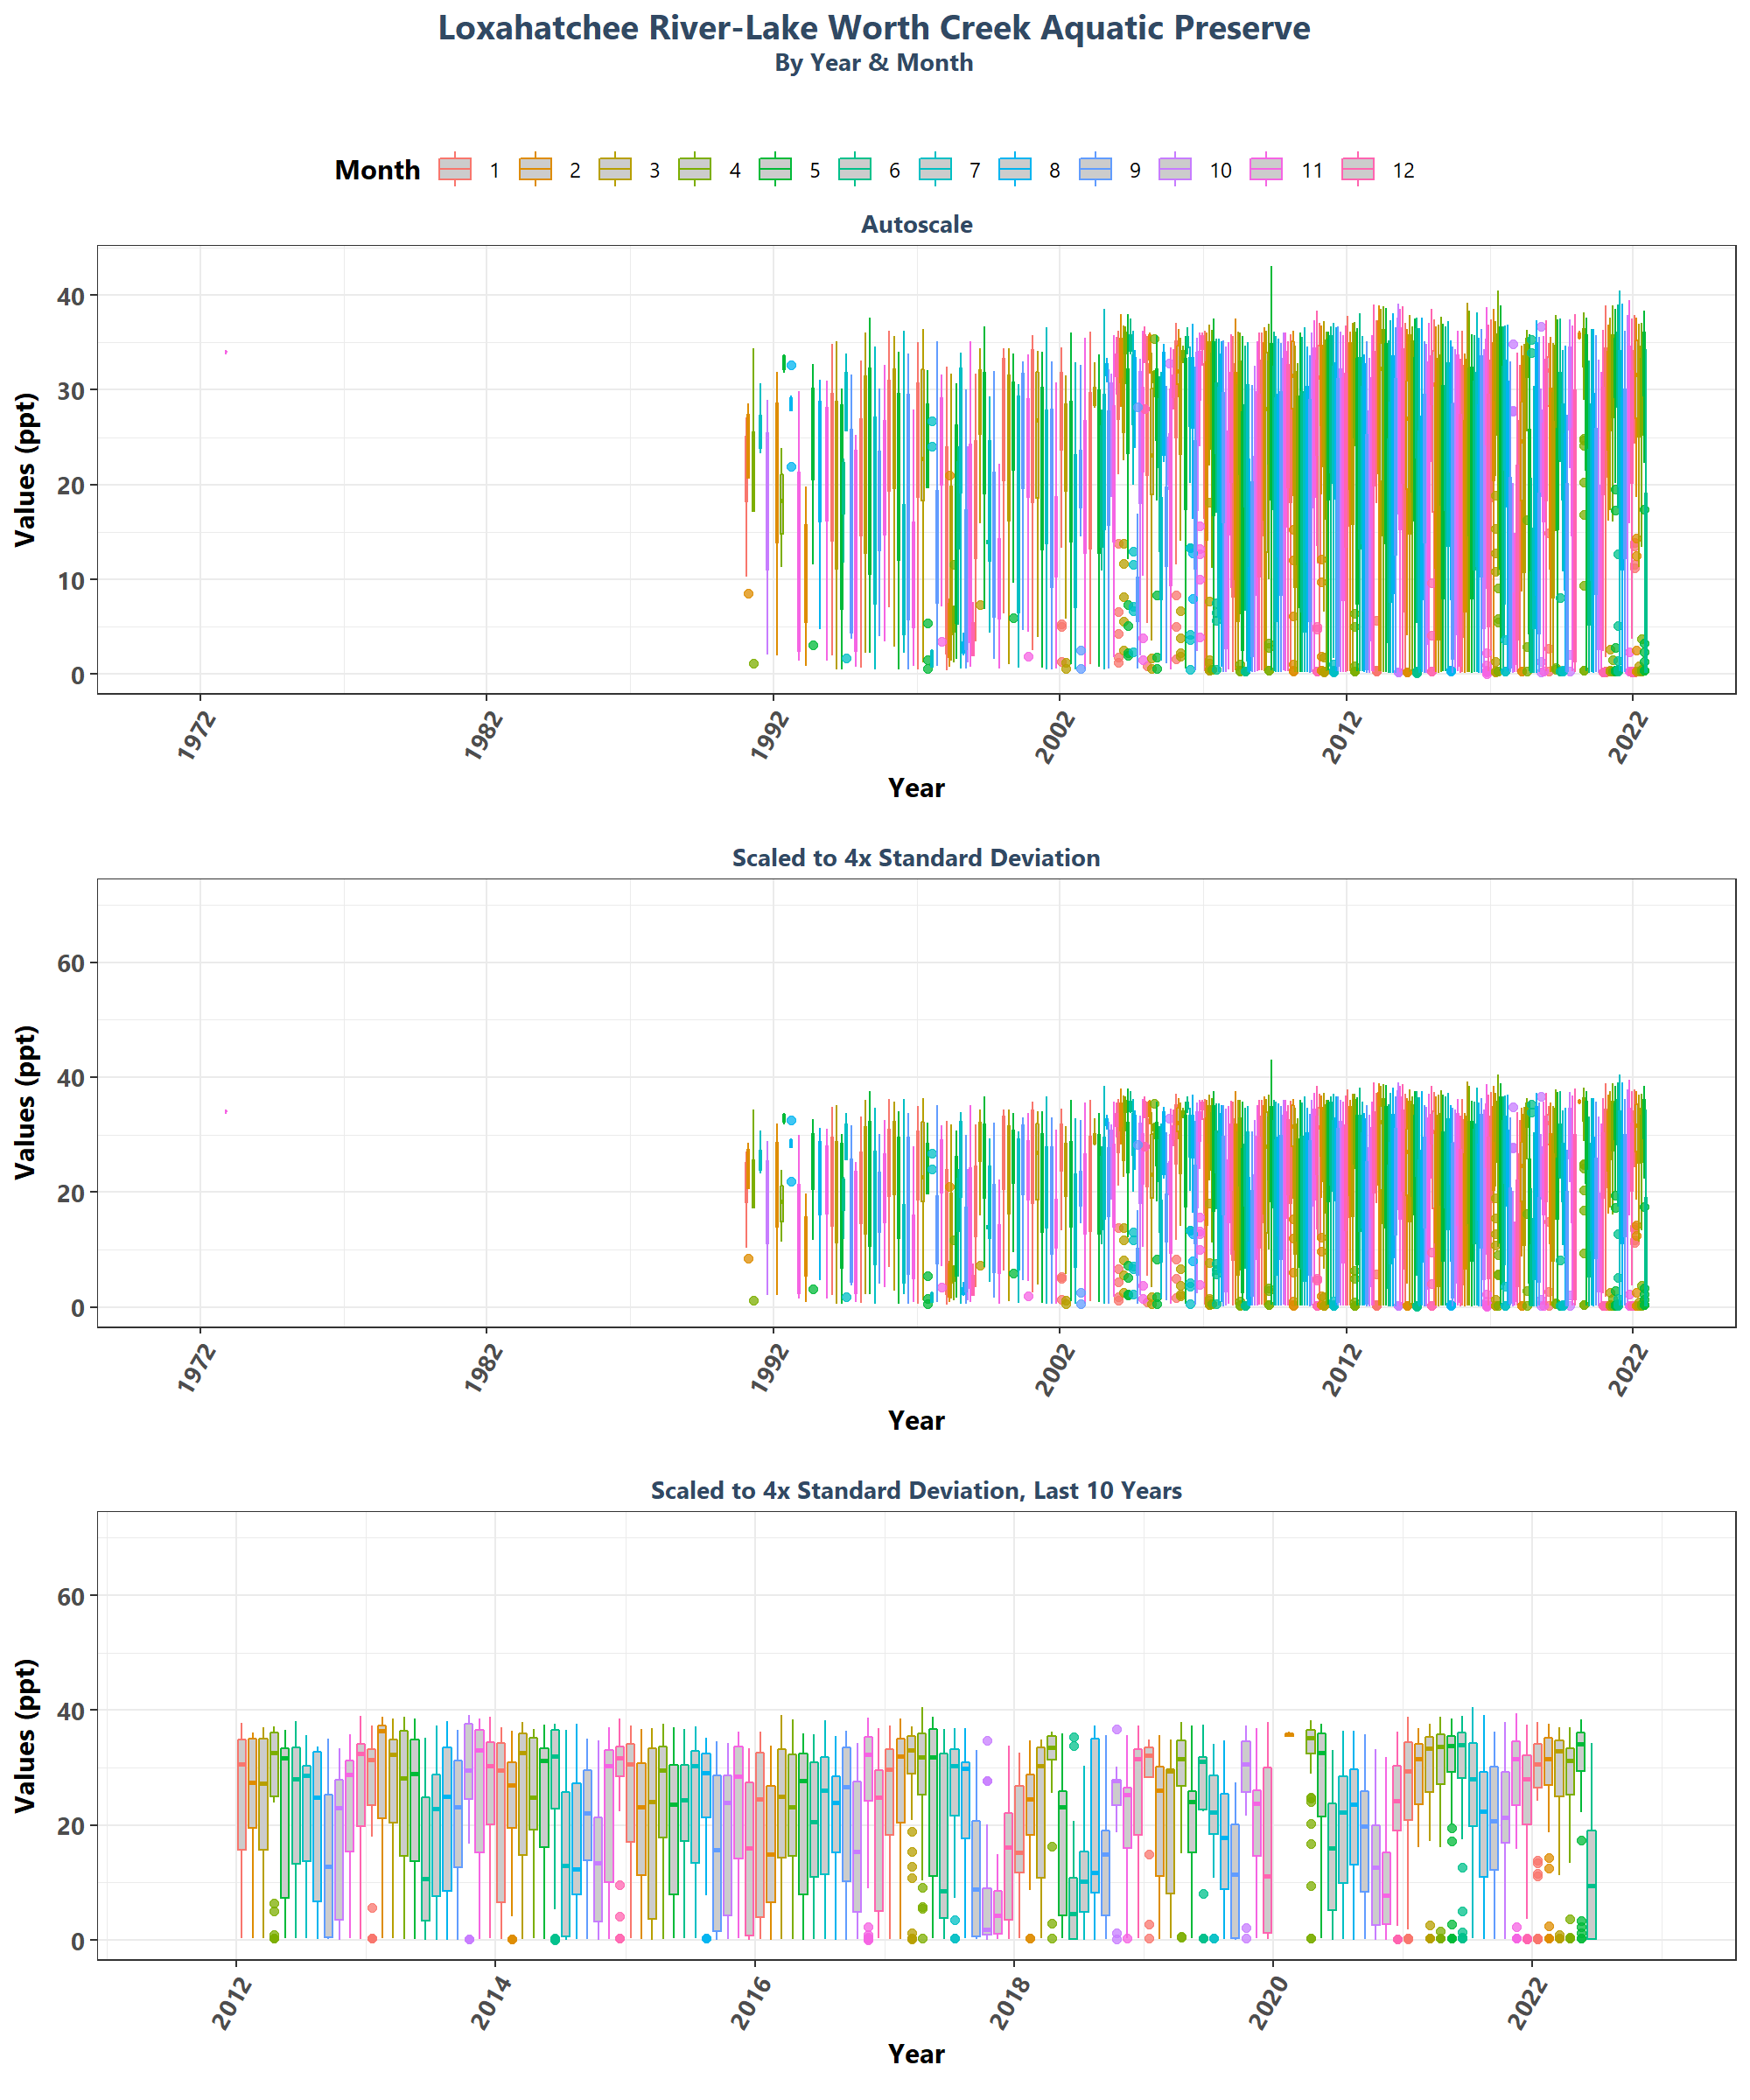 Loxahatchee River-Lake Worth Creek Aquatic Preserve
By Year & Month
Month 1 2 3 4 5 6 7 8 9 10 11 12
Autoscale
Values (ppt)
40
30
20
10
0
1972 1982 1992 2002 2012 2022
Year
Scaled to 4x Standard Deviation
Values (ppt)
60
40
20
0
1972 1982 1992 2002 2012 2022
Year
Scaled to 4x Standard Deviation, Last 10 Years
Values (ppt)
60
40
20
0
2012 2014 2016 2018 2020 2022
Year